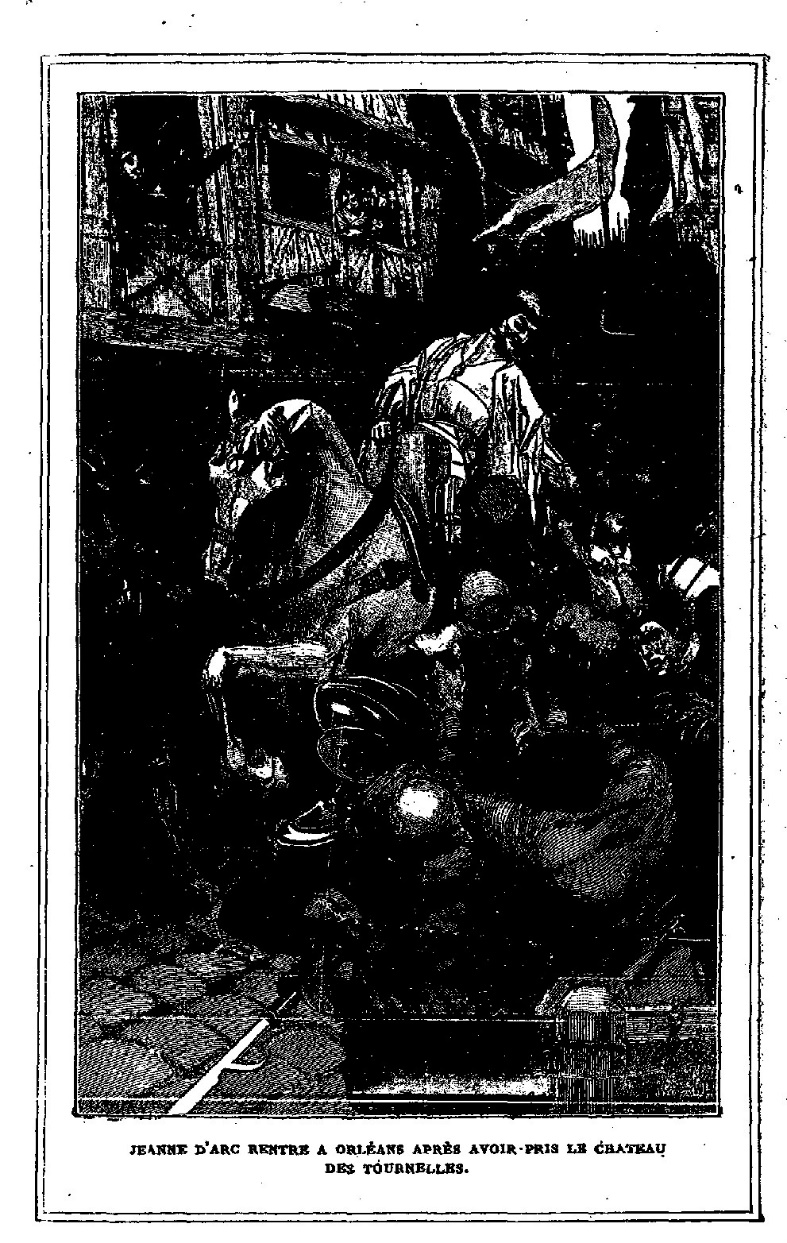 JEANNE D'ARC RENTRE A ORLÉANS APRÈS AVOIR-PRIS LE CHATEAU
DES TOURNELLES.